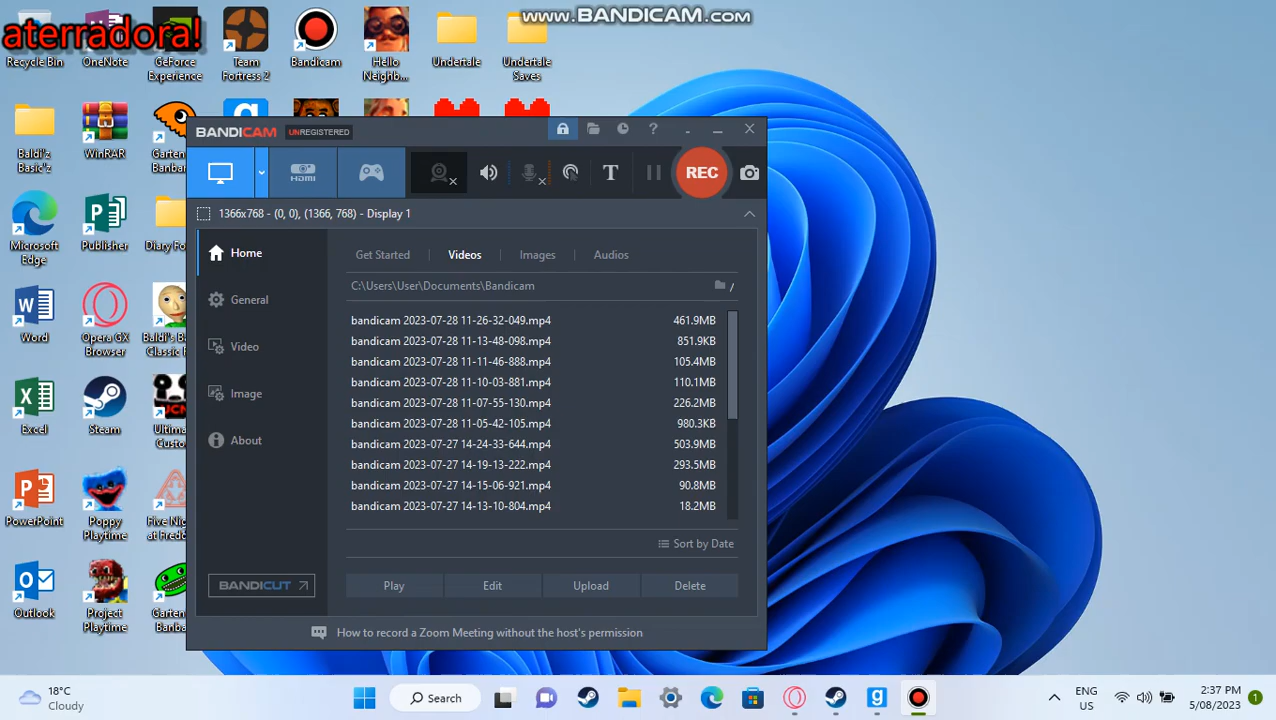 www.BANDICAM.com
aterradora!
Recycle Bin
OneNote
GeForce Experience
Team Fortress 2
Bandicam
Hello Neighb...
Undertale
Undertale Saves
Baldi'z Basic'z
WinRAR
Garten Banban
Microsoft Edge
Publisher
Diary Fo
Word
Opera GX Browser
Baldi's Ba Classic F
Excel
Steam
UCN
Ultima Custo
PowerPoint
Poppy Playtime
Five Nig at Fredd
Outlook
Project Playtime
Garten Banba
BANDICAM UNREGISTERED
HDMI
T
REC
1366x768 - (0, 0), (1366, 768) - Display 1
Home
General
Video
Image
About
BANDICUT
Get Started
Videos
Images
Audios
C:\Users\User\Documents\Bandicam
bandicam 2023-07-28 11-26-32-049.mp4 461.9MB
bandicam 2023-07-28 11-13-48-098.mp4 851.9KB
bandicam 2023-07-28 11-11-46-888.mp4 105.4MB
bandicam 2023-07-28 11-10-03-881.mp4 110.1MB
bandicam 2023-07-28 11-07-55-130.mp4 226.2MB
bandicam 2023-07-28 11-05-42-105.mp4 980.3KB
bandicam 2023-07-27 14-24-33-644.mp4 503.9MB
bandicam 2023-07-27 14-19-13-222.mp4 293.5MB
bandicam 2023-07-27 14-15-06-921.mp4 90.8MB
bandicam 2023-07-27 14-13-10-804.mp4 18.2MB
Sort by Date
Play
Edit
Upload
Delete
How to record a Zoom Meeting without the host's permission
18°C
Cloudy
Search
ENG
US
2:37 PM
5/08/2023
1